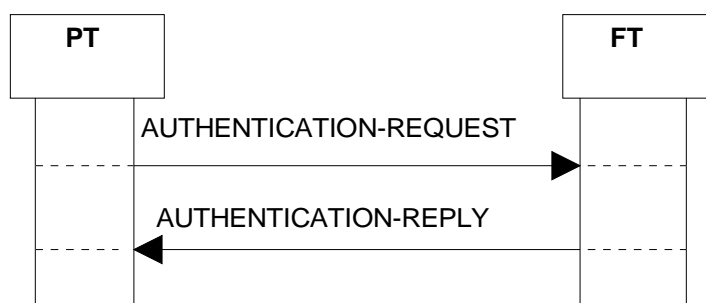 PT
FT
AUTHENTICATION-REQUEST
AUTHENTICATION-REPLY